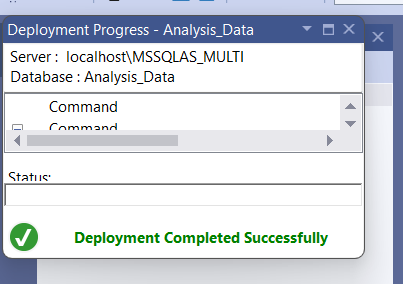 Deployment Progress - Analysis_Data
Server : localhost\MSSQLAS_MULTI
Database : Analysis_Data
Command
Command
Status:
Deployment Completed Successfully